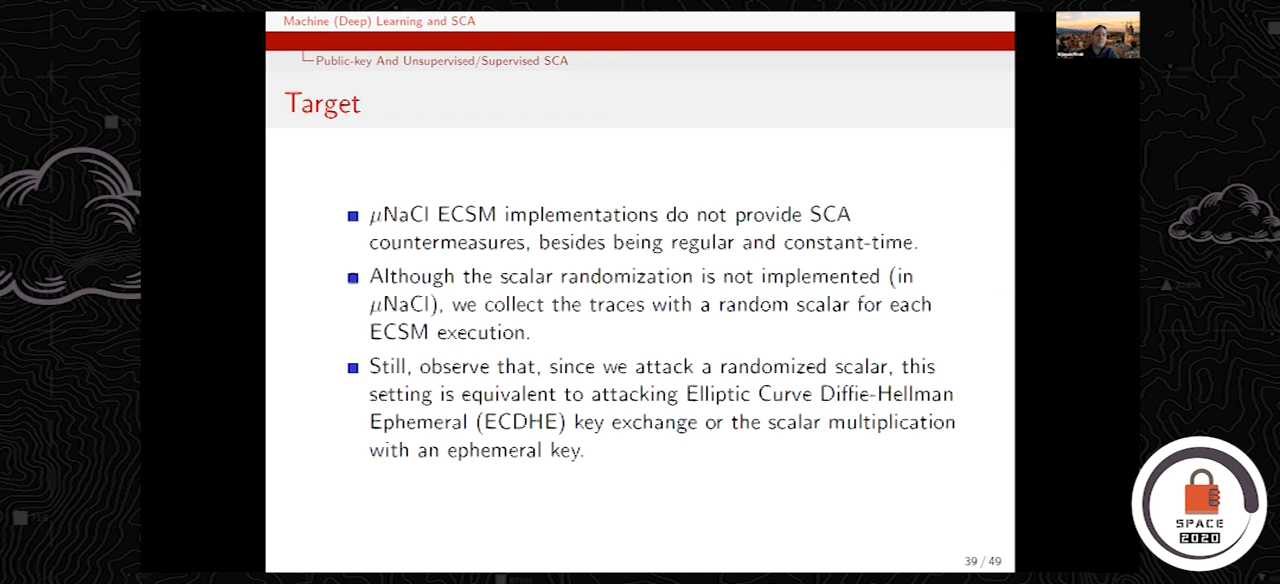 Machine (Deep) Learning and SCA
Public-key And Unsupervised/Supervised SCA
Target
μNaCl ECSM implementations do not provide SCA
countermeasures, besides being regular and constant-time.
Although the scalar randomization is not implemented (in
μNaCl), we collect the traces with a random scalar for each
ECSM execution.
Still, observe that, since we attack a randomized scalar, this
setting is equivalent to attacking Elliptic Curve Diffie-Hellman
Ephemeral (ECDHE) key exchange or the scalar multiplication
with an ephemeral key.
39 / 49
SPACE
2020